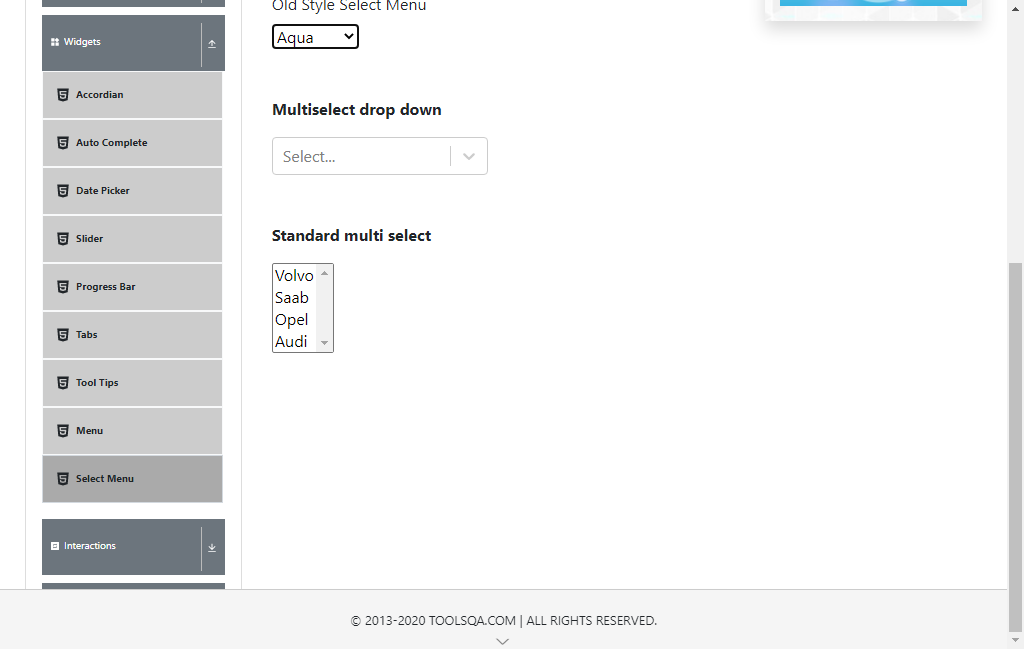 Old Style Select Menu
Aqua
Widgets
Accordian
Auto Complete
Date Picker
Slider
Progress Bar
Tabs
Tool Tips
Menu
Select Menu
Interactions
Multiselect drop down
Select...
Standard multi select
Volvo
Saab
Opel
Audi
© 2013-2020 TOOLSQA.COM | ALL RIGHTS RESERVED.